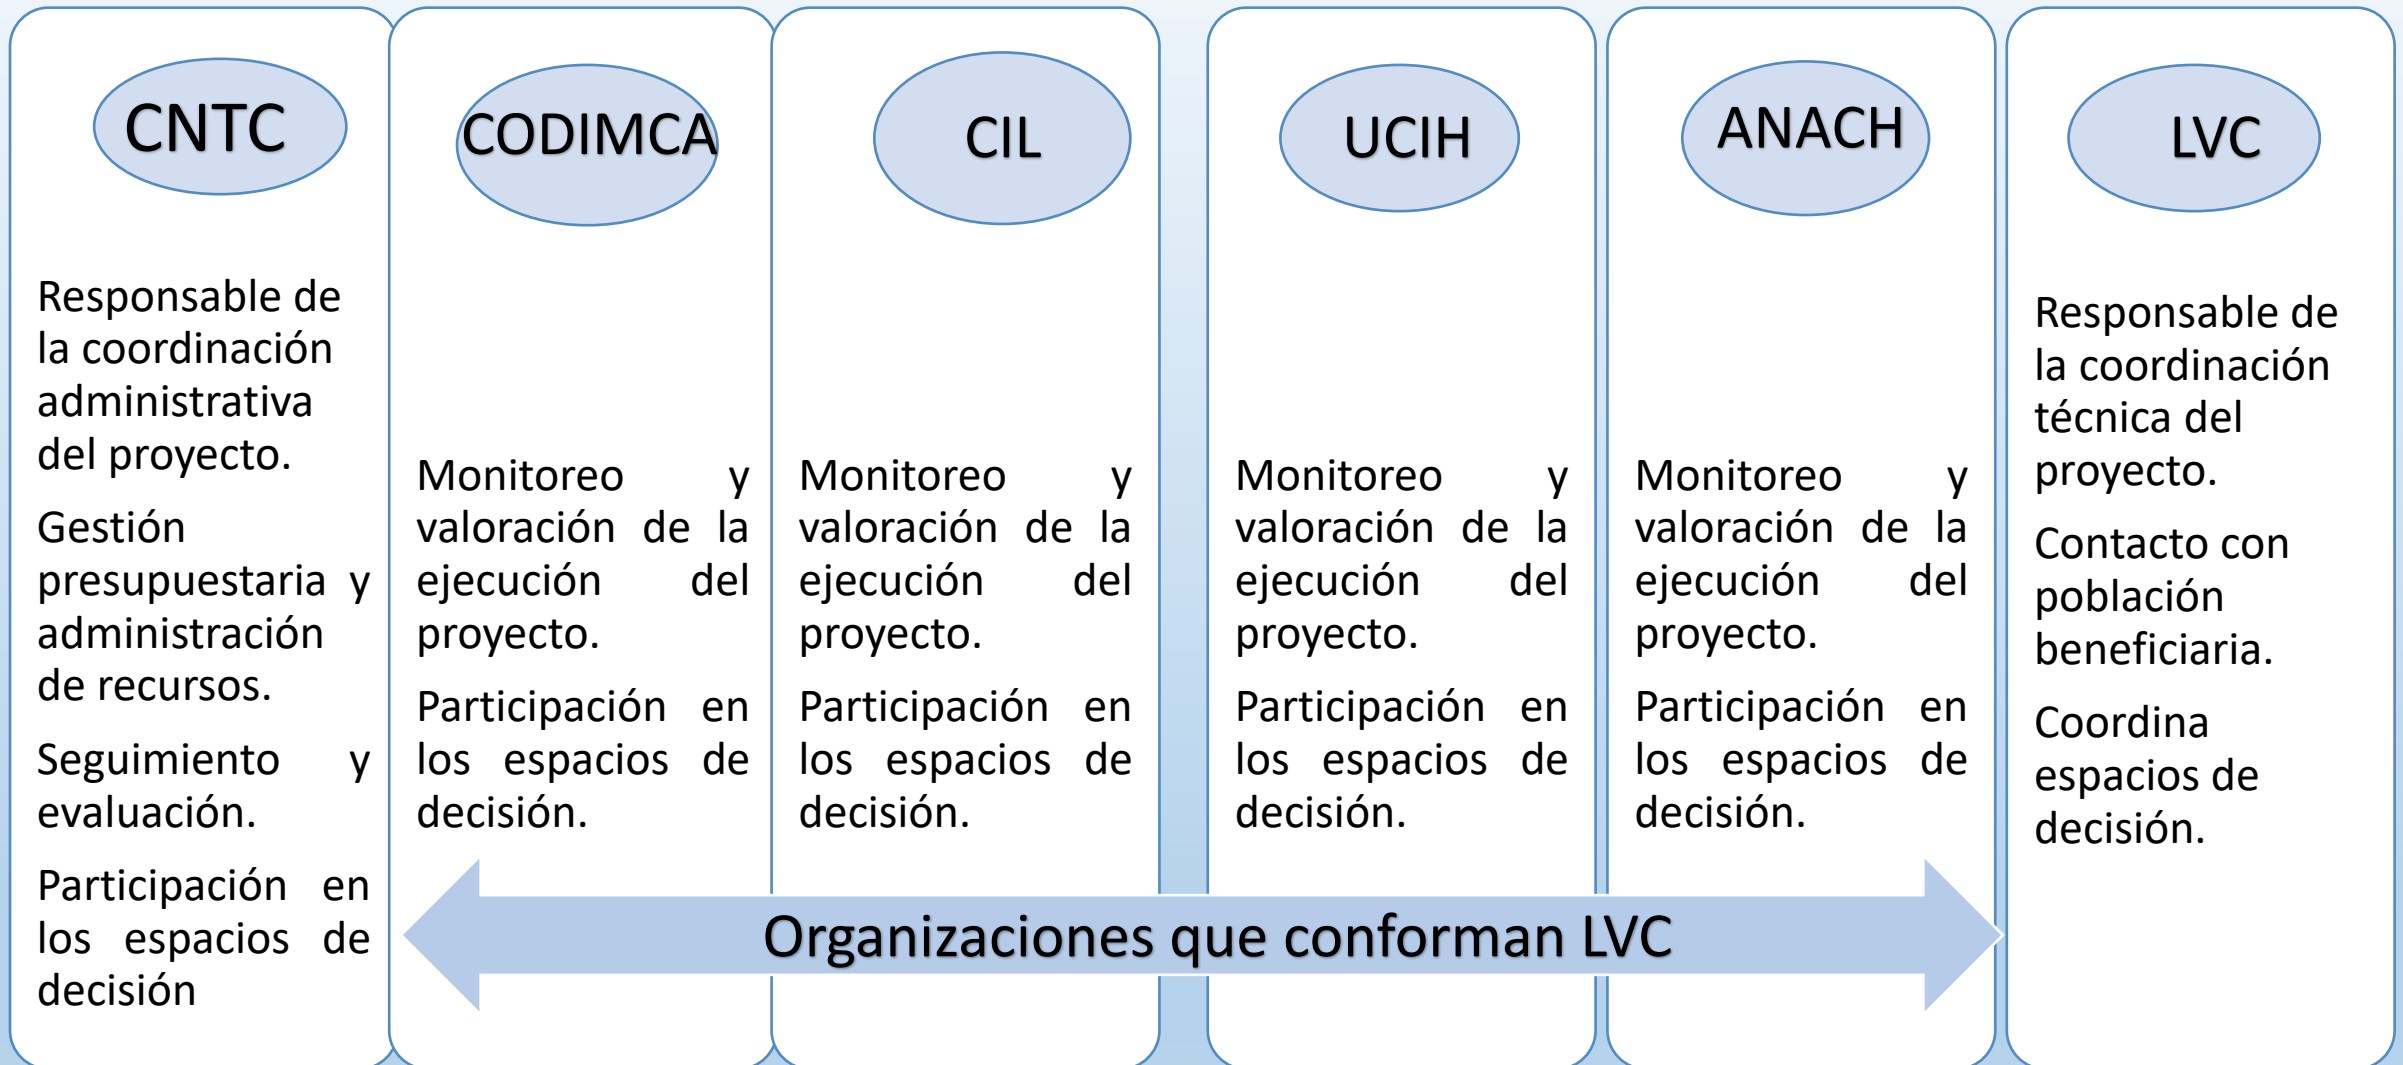 CNTC
Responsable de
la coordinación
administrativa
del proyecto.
Gestión
presupuestaria y
administración
de recursos.
Seguimiento y
evaluación.
Participación en
los espacios de
decisión
CODIMCA
Monitoreo y
valoración de la
ejecución del
proyecto.
Participación en
los espacios de
decisión.
CIL
Monitoreo y
valoración de la
ejecución del
proyecto.
Participación en
los espacios de
decisión.
UCIH
Monitoreo y
valoración de la
ejecución del
proyecto.
Participación en
los espacios de
decisión.
ANACH
Monitoreo y
valoración de la
ejecución del
proyecto.
Participación en
los espacios de
decisión.
LVC
Responsable de
la coordinación
técnica del
proyecto.
Contacto con
población
beneficiaria.
Coordina
espacios de
decisión.
Organizaciones que conforman LVC